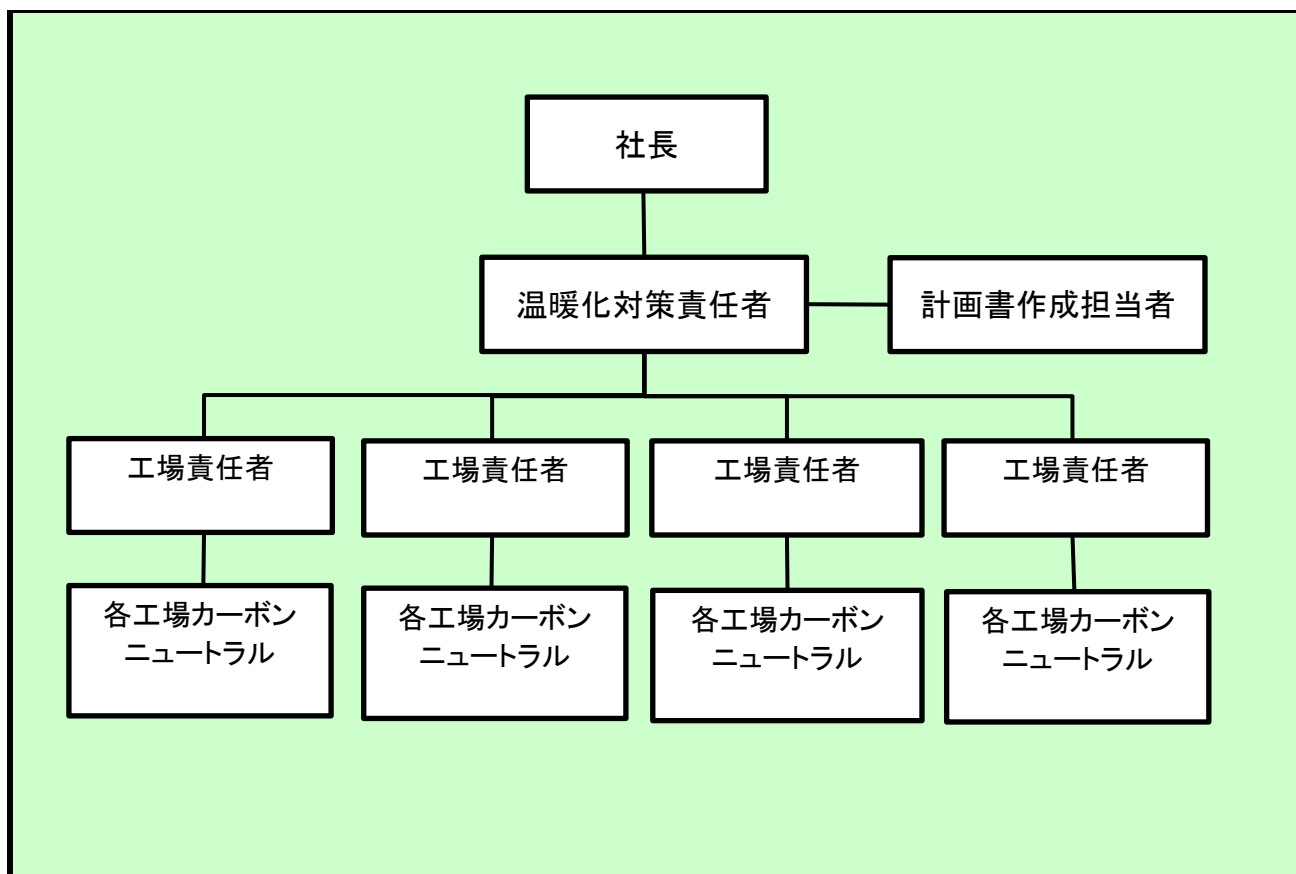 社長
温暖化対策責任者
計画書作成担当者
工場責任者
工場責任者
工場責任者
工場責任者
各工場カーボン
ニュートラル
各工場カーボン
ニュートラル
各工場カーボン
ニュートラル
各工場カーボン
ニュートラル